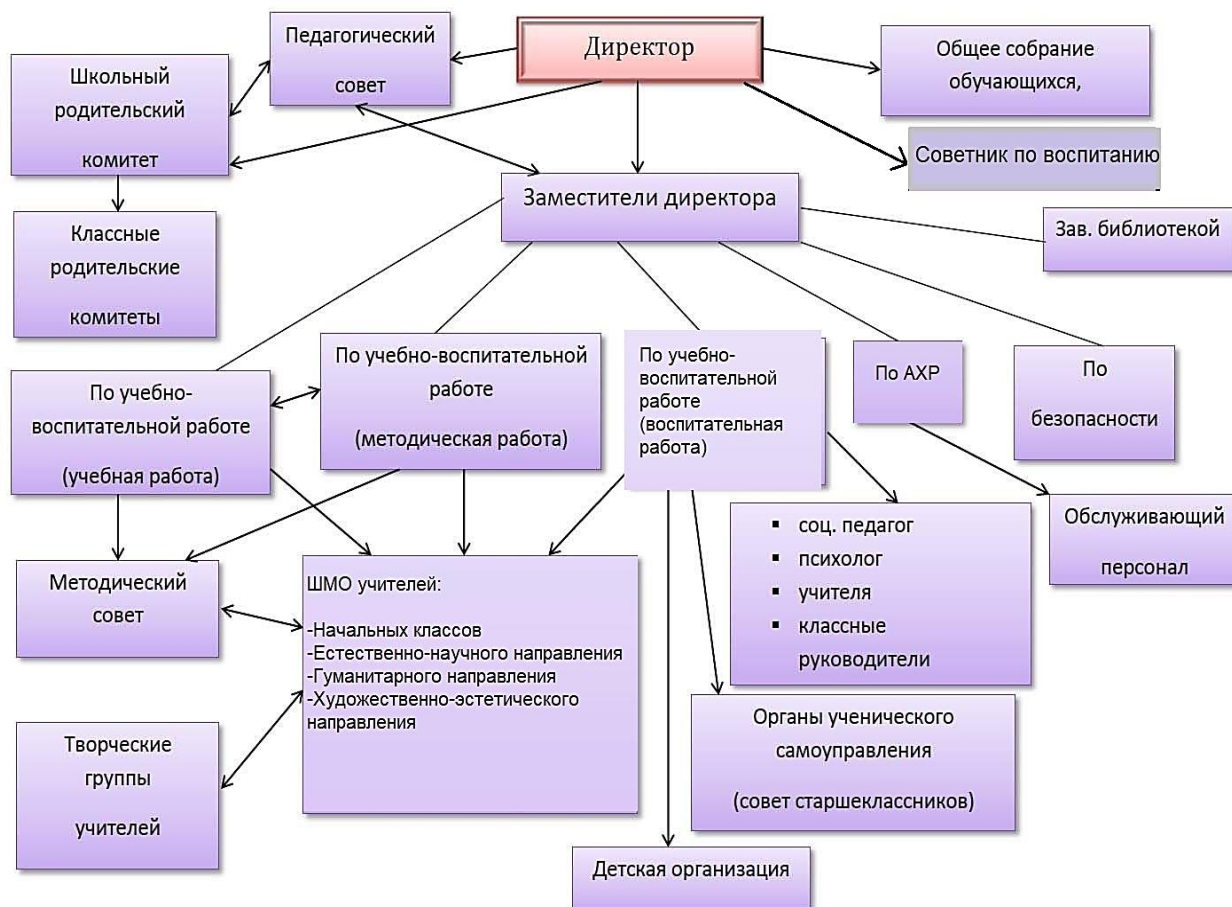 Директор
Педагогический
совет
Школьный
родительский
комитет
Общее собрание
обучающихся,
Советник по воспитанию
Заместители директора
Классные
родительские
комитеты
Зав. библиотекой
По учебно-
воспитательной работе
(учебная работа)
По учебно-воспитательной
работе
(методическая работа)
По учебно-
воспитательной
работе
(воспитательная
работа)
По АХР
По
безопасности
Методический
совет
ШМО учителей:
-Начальных классов
-Естественно-научного направления
-Гуманитарного направления
-Художественно-эстетического
направления
▪ соц. педагог
▪ психолог
▪ учителя
▪ классные
руководители
Обслуживающий
персонал
Творческие
группы
учителей
Органы ученического
самоуправления
(совет старшеклассников)
Детская организация